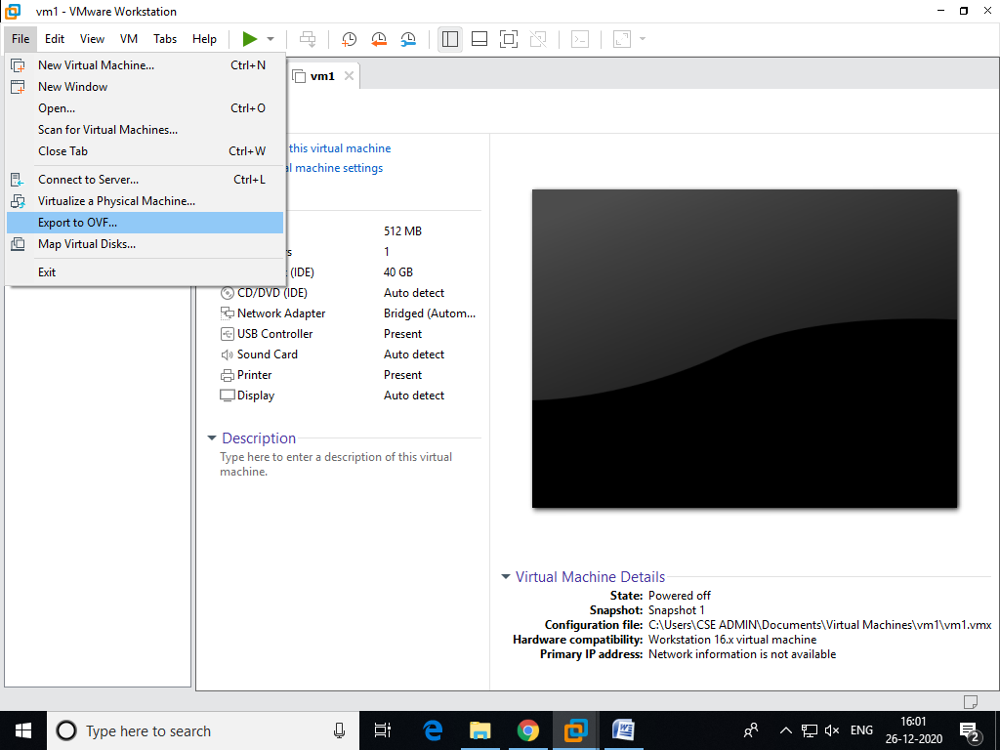 vm1 - VMware Workstation
File Edit View VM Tabs Help
New Virtual Machine... Ctrl+N
New Window
Open... Ctrl+O
Scan for Virtual Machines...
Close Tab Ctrl+W
Connect to Server... Ctrl+L
Virtualize a Physical Machine...
Export to OVF...
Map Virtual Disks...
Exit
vm1
this virtual machine
machine settings
512 MB
1
(IDE) 40 GB
CD/DVD (IDE) Auto detect
Network Adapter Bridged (Autom...
USB Controller Present
Sound Card Auto detect
Printer Present
Display Auto detect
Description
Type here to enter a description of this virtual
machine.
Virtual Machine Details
State: Powered off
Snapshot: Snapshot 1
Configuration file: C:\Users\CSE ADMIN\Documents\Virtual Machines\vm1\vm1.vmx
Hardware compatibility: Workstation 16.x virtual machine
Primary IP address: Network information is not available
Type here to search
ENG
16:01
26-12-2020
2